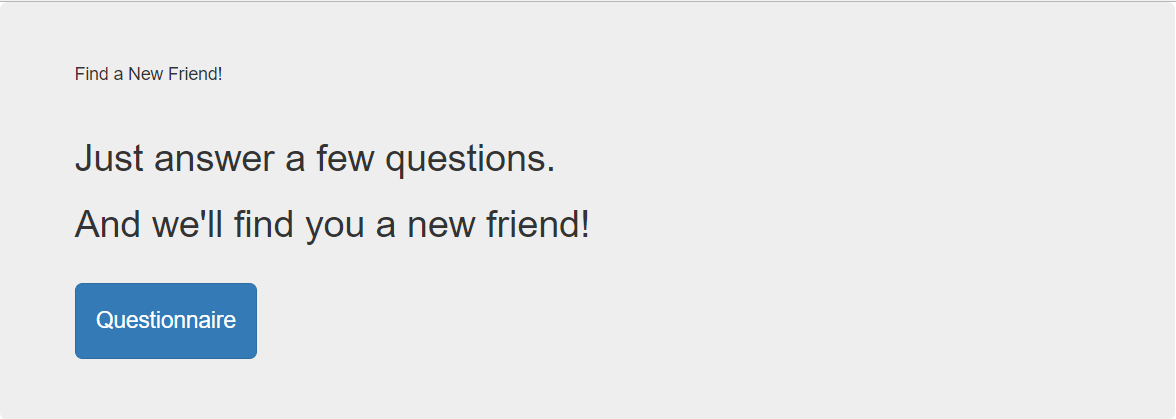 Find a New Friend!
Just answer a few questions.
And we'll find you a new friend!
Questionnaire